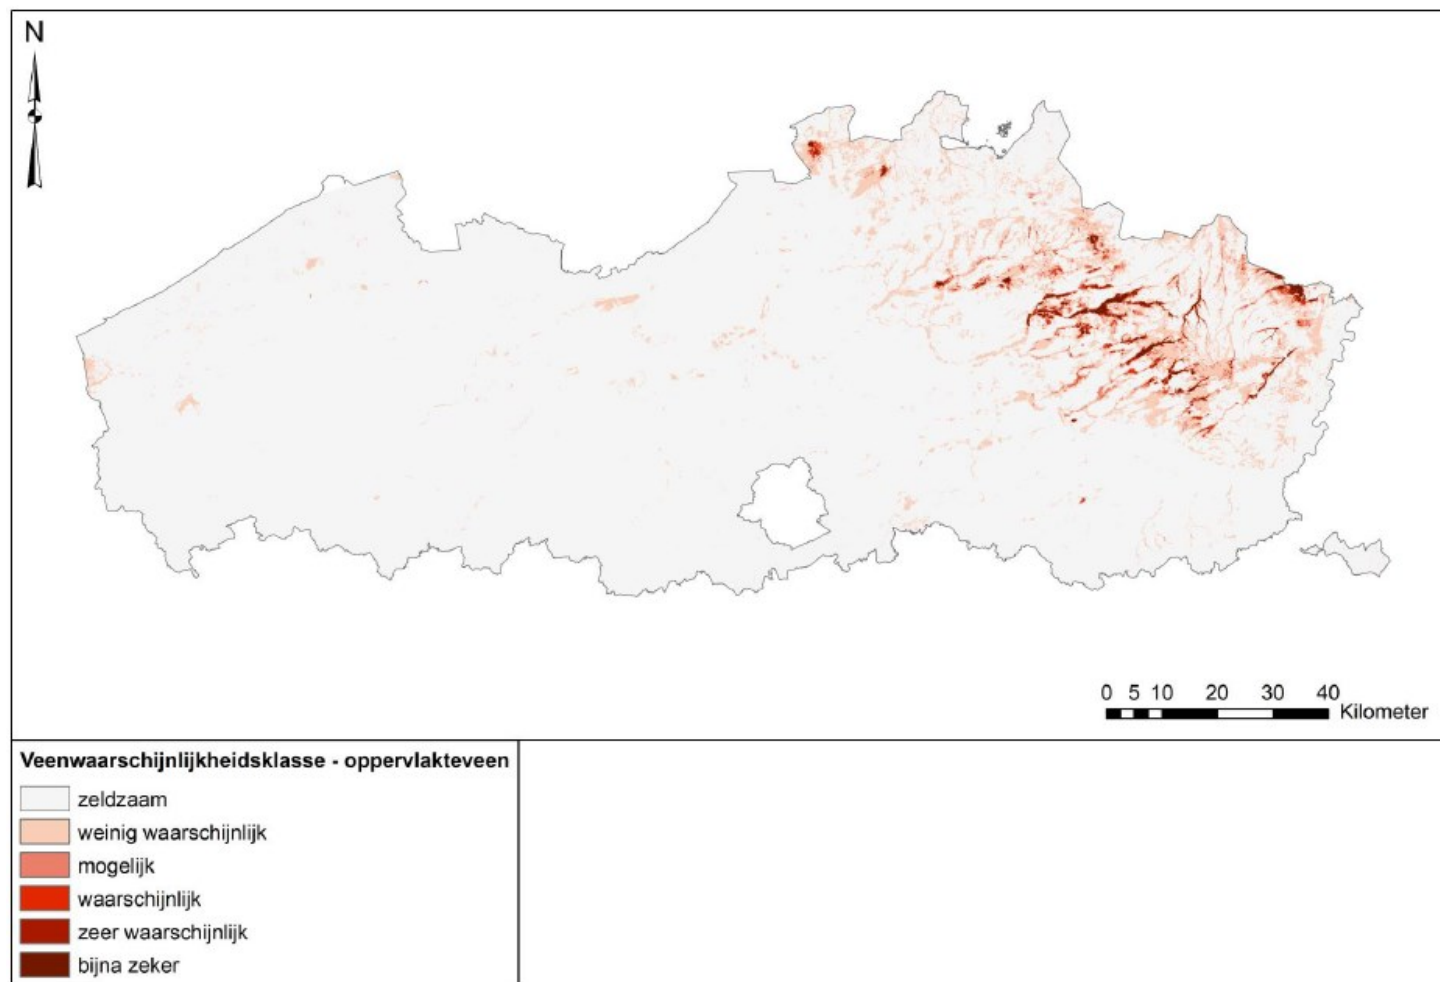 N
0 5 10 20 30 40
Kilometer
Veenwaarschijnlijkheidsklasse - oppervlakteveen
zeldzaam
weinig waarschijnlijk
mogelijk
waarschijnlijk
zeer waarschijnlijk
bijna zeker